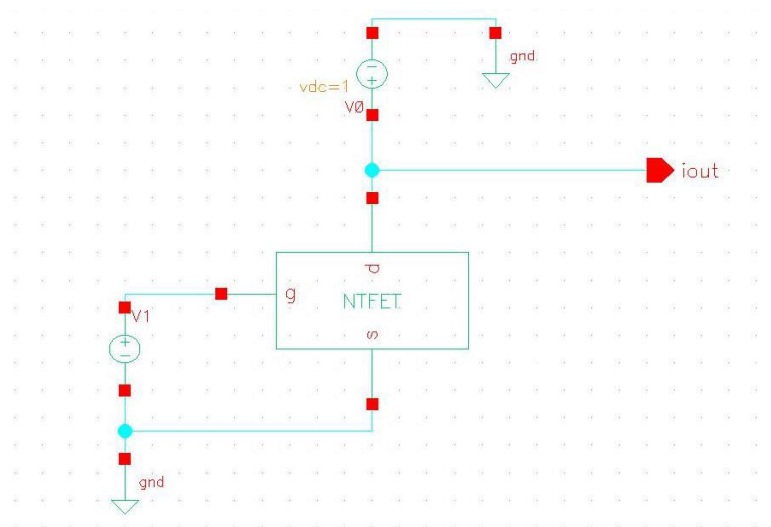 gnd
vdc=1
V0
iout
d
g
NTFET
V1
s
gnd